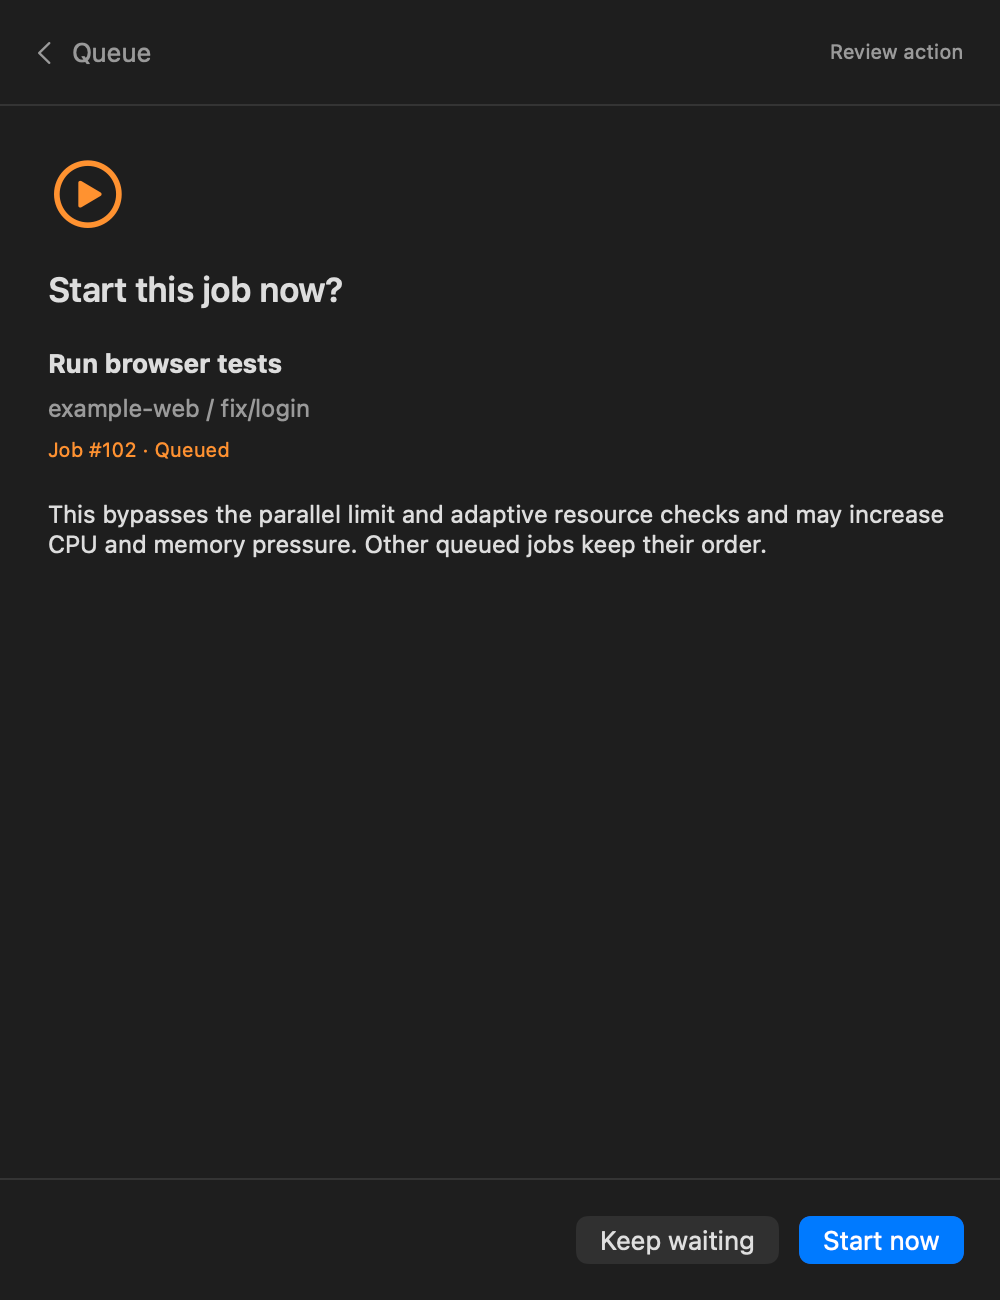 Queue
Review action
Start this job now?
Run browser tests
example-web / fix/login
Job #102 · Queued
This bypasses the parallel limit and adaptive resource checks and may increase
CPU and memory pressure. Other queued jobs keep their order.
Keep waiting
Start now